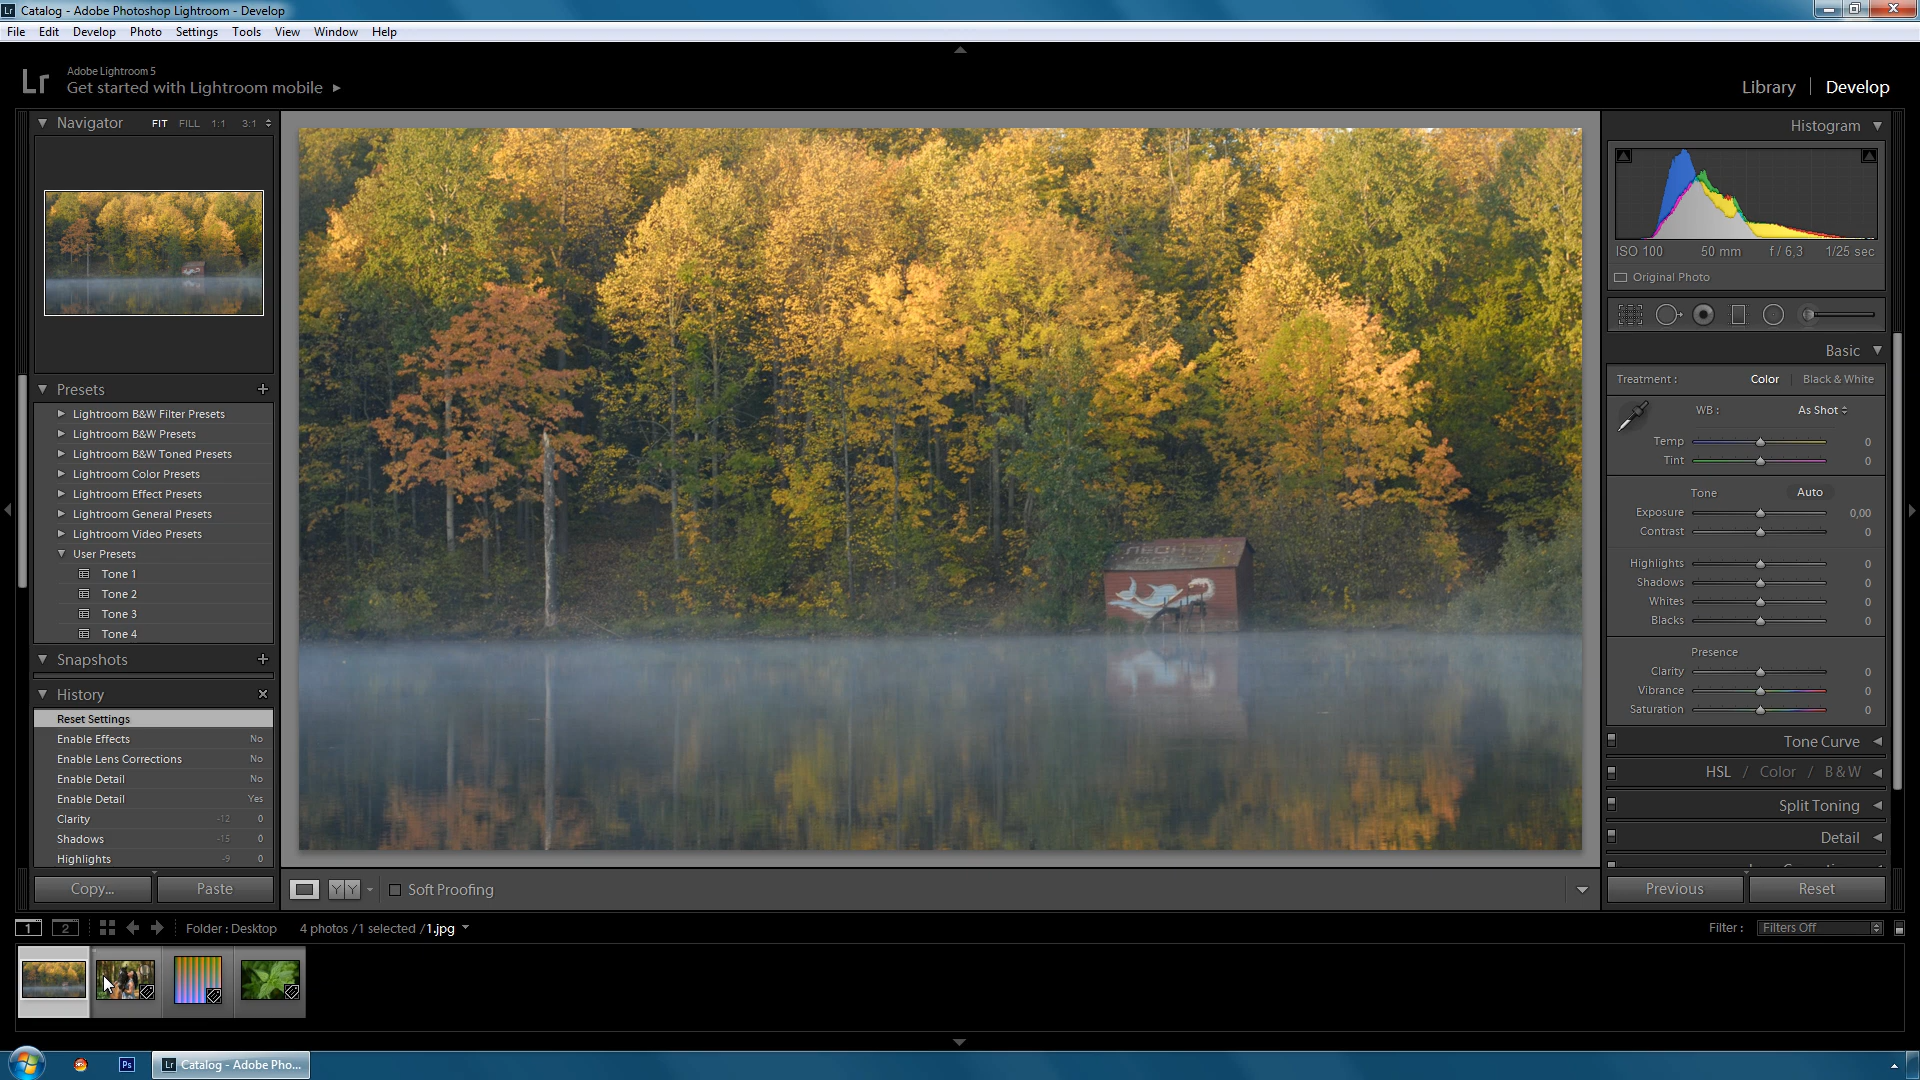 Lr Catalog - Adobe Photoshop Lightroom - Develop
File Edit Develop Photo Settings Tools View Window Help
Lr
Adobe Lightroom 5
Get started with Lightroom mobile
Library | Develop
Navigator FIT FILL 1:1 3:1
Histogram
ISO 100 50 mm f / 6,3 1/25 sec
Original Photo
Basic
Treatment : Color Black & White
WB : As Shot
Temp 0
Tint 0
Tone Auto
Exposure 0,00
Contrast 0
Highlights 0
Shadows 0
Whites 0
Blacks 0
Presence
Clarity 0
Vibrance 0
Saturation 0
Tone Curve
HSL / Color / B & W
Split Toning
Detail
Previous Reset
Presets
Lightroom B&W Filter Presets
Lightroom B&W Presets
Lightroom B&W Toned Presets
Lightroom Color Presets
Lightroom Effect Presets
Lightroom General Presets
Lightroom Video Presets
User Presets
Tone 1
Tone 2
Tone 3
Tone 4
Snapshots
History
Reset Settings
Enable Effects No
Enable Lens Corrections No
Enable Detail No
Enable Detail Yes
Clarity -12 0
Shadows -15 0
Highlights -9 0
Copy... Paste
Y Y Soft Proofing
1 2 Folder : Desktop 4 photos / 1 selected / 1.jpg
Filter : Filters Off
Ps Lr Catalog - Adobe Pho...